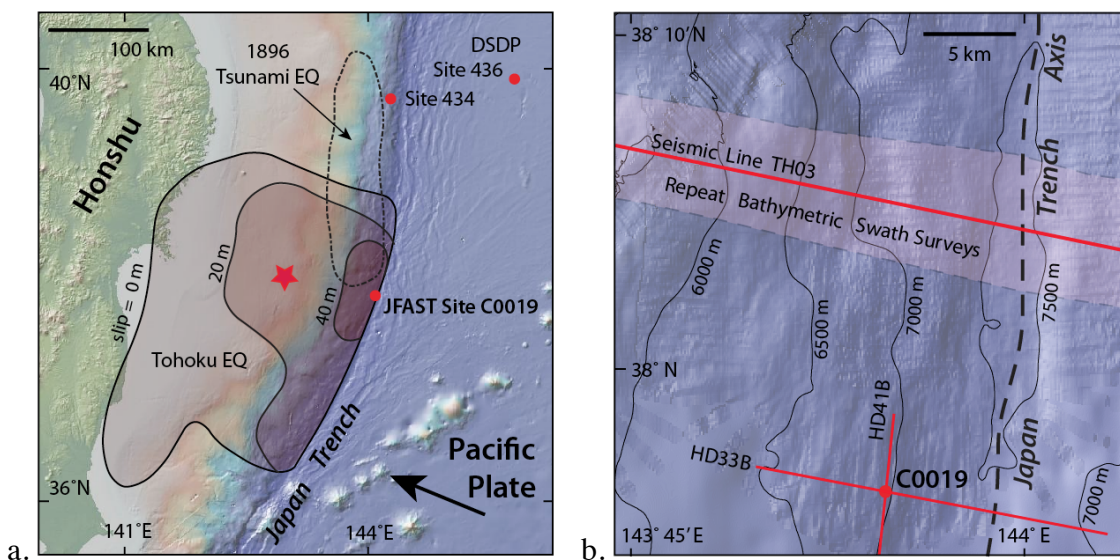 100 km
40˚N
1896
Tsunami EQ
DSDP
Site 436
Site 434
Honshu
20 m
slip = 0 m
40 m
JFAST Site C0019
Tohoku EQ
Japan Trench
Pacific
Plate
36˚N
141˚E
144˚E
a.
38˚10'N
5 km
Axis
Trench
Japan
Seismic Line TH03
Repeat Bathymetric Swath Surveys
6000 m
6500 m
7000 m
7500 m
38˚N
HD41B
HD33B
C0019
7000 m
143˚45'E
144˚E
b.